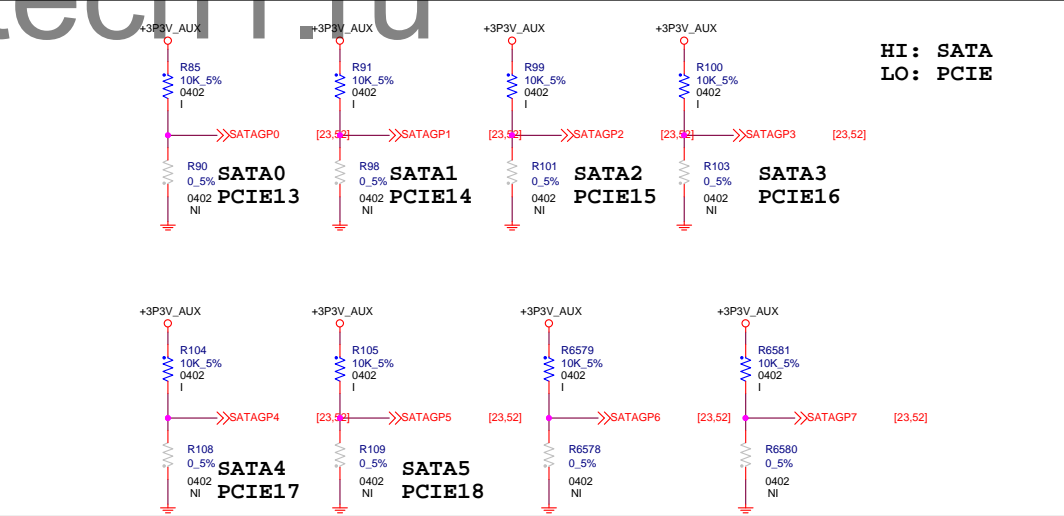 tech1.ru
+3P3V_AUX +3P3V_AUX +3P3V_AUX +3P3V_AUX
HI: SATA
LO: PCIE
R85 R91 R99 R100
10K_5% 10K_5% 10K_5% 10K_5%
0402 0402 0402 0402
I I I I
SATAGP0 [23,52] SATAGP1 [23,52] SATAGP2 [23,52] SATAGP3 [23,52]
R90 R98 R101 R103
SATA0 SATA1 SATA2 SATA3
0_5% 0_5% 0_5% 0_5%
PCIE13 PCIE14 PCIE15 PCIE16
0402 0402 0402 0402
NI NI NI NI
+3P3V_AUX +3P3V_AUX +3P3V_AUX +3P3V_AUX
R104 R105 R6579 R6581
10K_5% 10K_5% 10K_5% 10K_5%
0402 0402 0402 0402
I I I I
SATAGP4 [23,52] SATAGP5 [23,52] SATAGP6 [23,52] SATAGP7 [23,52]
R108 R109 R6578 R6580
0_5% 0_5% 0_5% 0_5%
SATA4 SATA5
0402 0402 0402 0402
PCIE17 PCIE18
NI NI NI NI